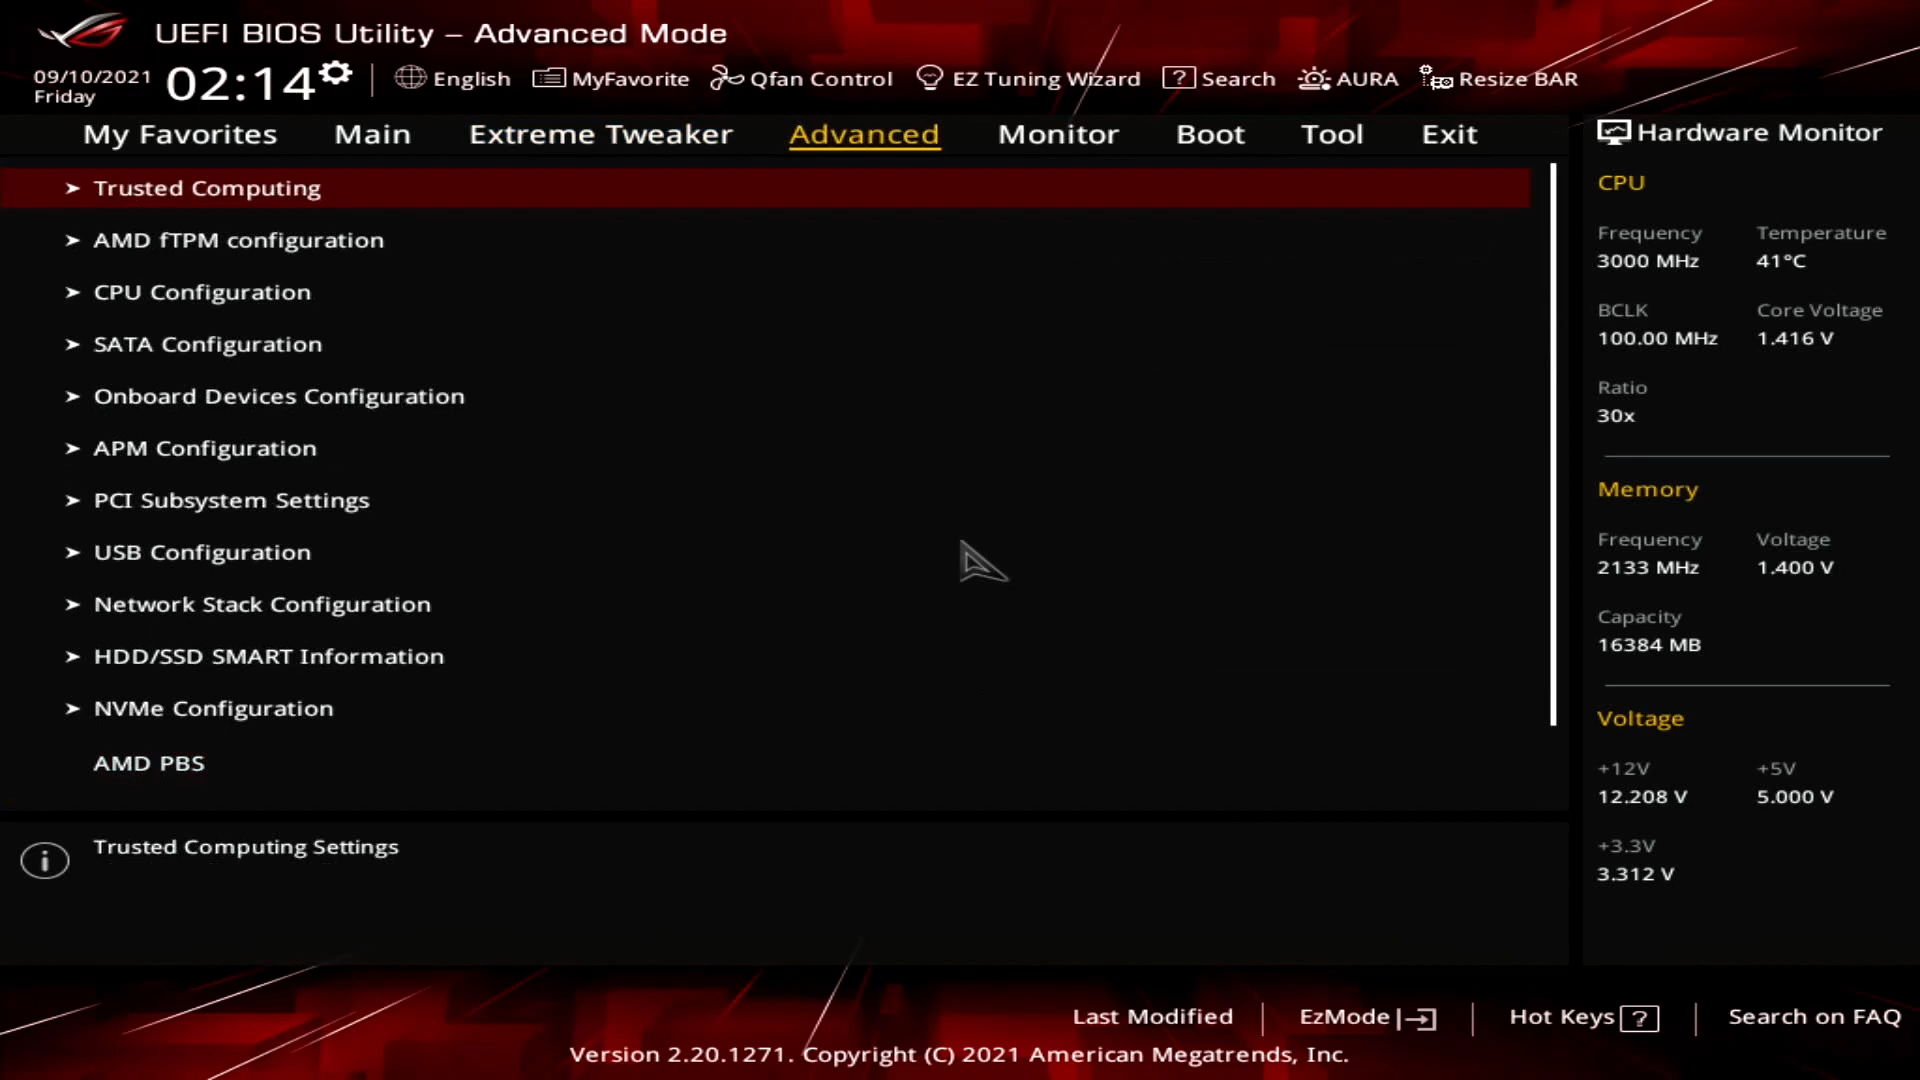 UEFI BIOS Utility – Advanced Mode
09/10/2021
Friday
02:14
English
MyFavorite
Qfan Control
EZ Tuning Wizard
? Search
AURA
Resize BAR
My Favorites
Main
Extreme Tweaker
Advanced
Monitor
Boot
Tool
Exit
Trusted Computing
AMD fTPM configuration
CPU Configuration
SATA Configuration
Onboard Devices Configuration
APM Configuration
PCI Subsystem Settings
USB Configuration
Network Stack Configuration
HDD/SSD SMART Information
NVMe Configuration
AMD PBS
i
Trusted Computing Settings
Hardware Monitor
CPU
Frequency Temperature
3000 MHz 41°C
BCLK Core Voltage
100.00 MHz 1.416 V
Ratio
30x
Memory
Frequency Voltage
2133 MHz 1.400 V
Capacity
16384 MB
Voltage
+12V +5V
12.208 V 5.000 V
+3.3V
3.312 V
Last Modified
EzMode
Hot Keys ?
Search on FAQ
Version 2.20.1271. Copyright (C) 2021 American Megatrends, Inc.